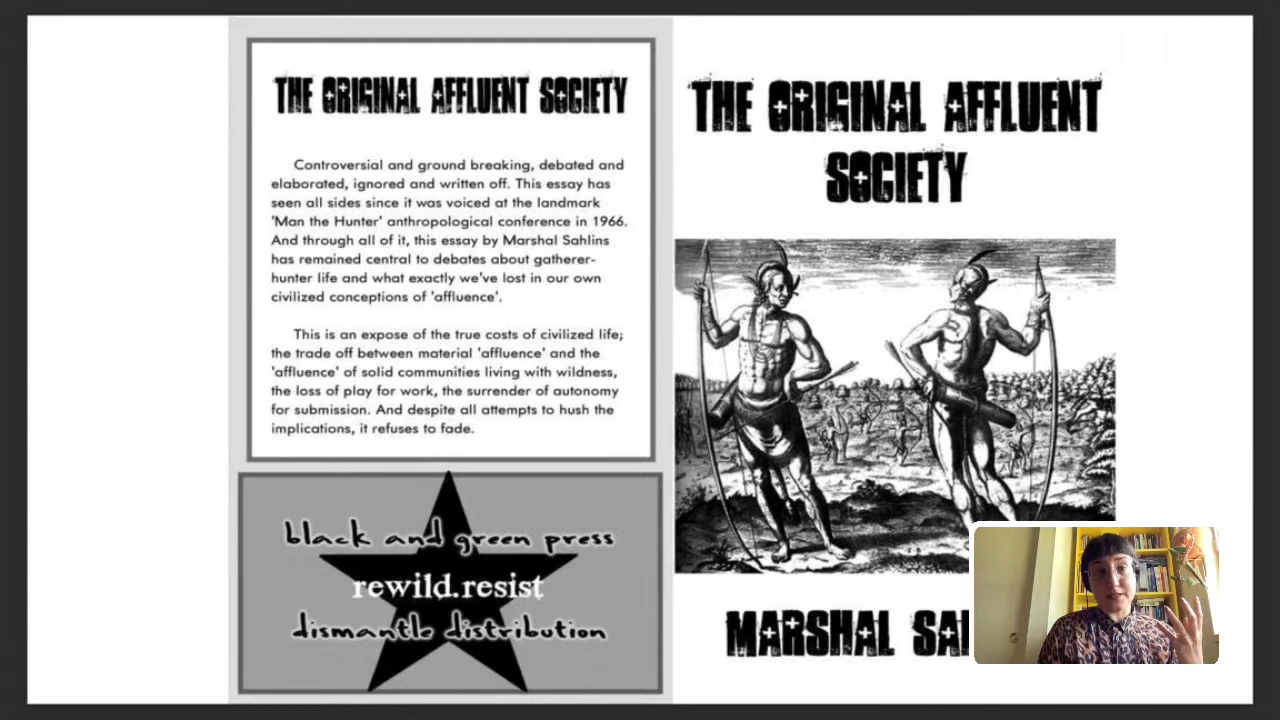 THE ORIGINAL AFFLUENT SOCIETY
Controversial and ground breaking, debated and
elaborated, ignored and written off. This essay has
seen all sides since it was voiced at the landmark
'Man the Hunter' anthropological conference in 1966.
And through all of it, this essay by Marshal Sahlins
has remained central to debates about gatherer-
hunter life and what exactly we've lost in our own
civilized conceptions of 'affluence'.
This is an expose of the true costs of civilized life;
the trade off between material 'affluence' and the
'affluence' of solid communities living with wildness,
the loss of play for work, the surrender of autonomy
for submission. And despite all attempts to hush the
implications, it refuses to fade.
black and green press
rewild.resist
dismantle distribution
THE ORIGINAL AFFLUENT
SOCIETY
MARSHAL